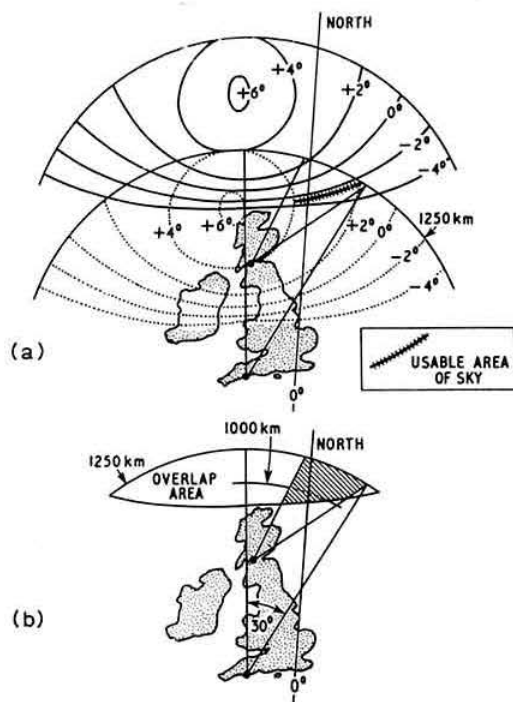 NORTH
+4°
+2°
+6°
0°
-2°
-4°
+4°
+6°
+2°
0°
1250 km
-2°
-4°
(a)
USABLE AREA
OF SKY
0°
1000 km
NORTH
1250 km
OVERLAP
AREA
(b)
30°
0°